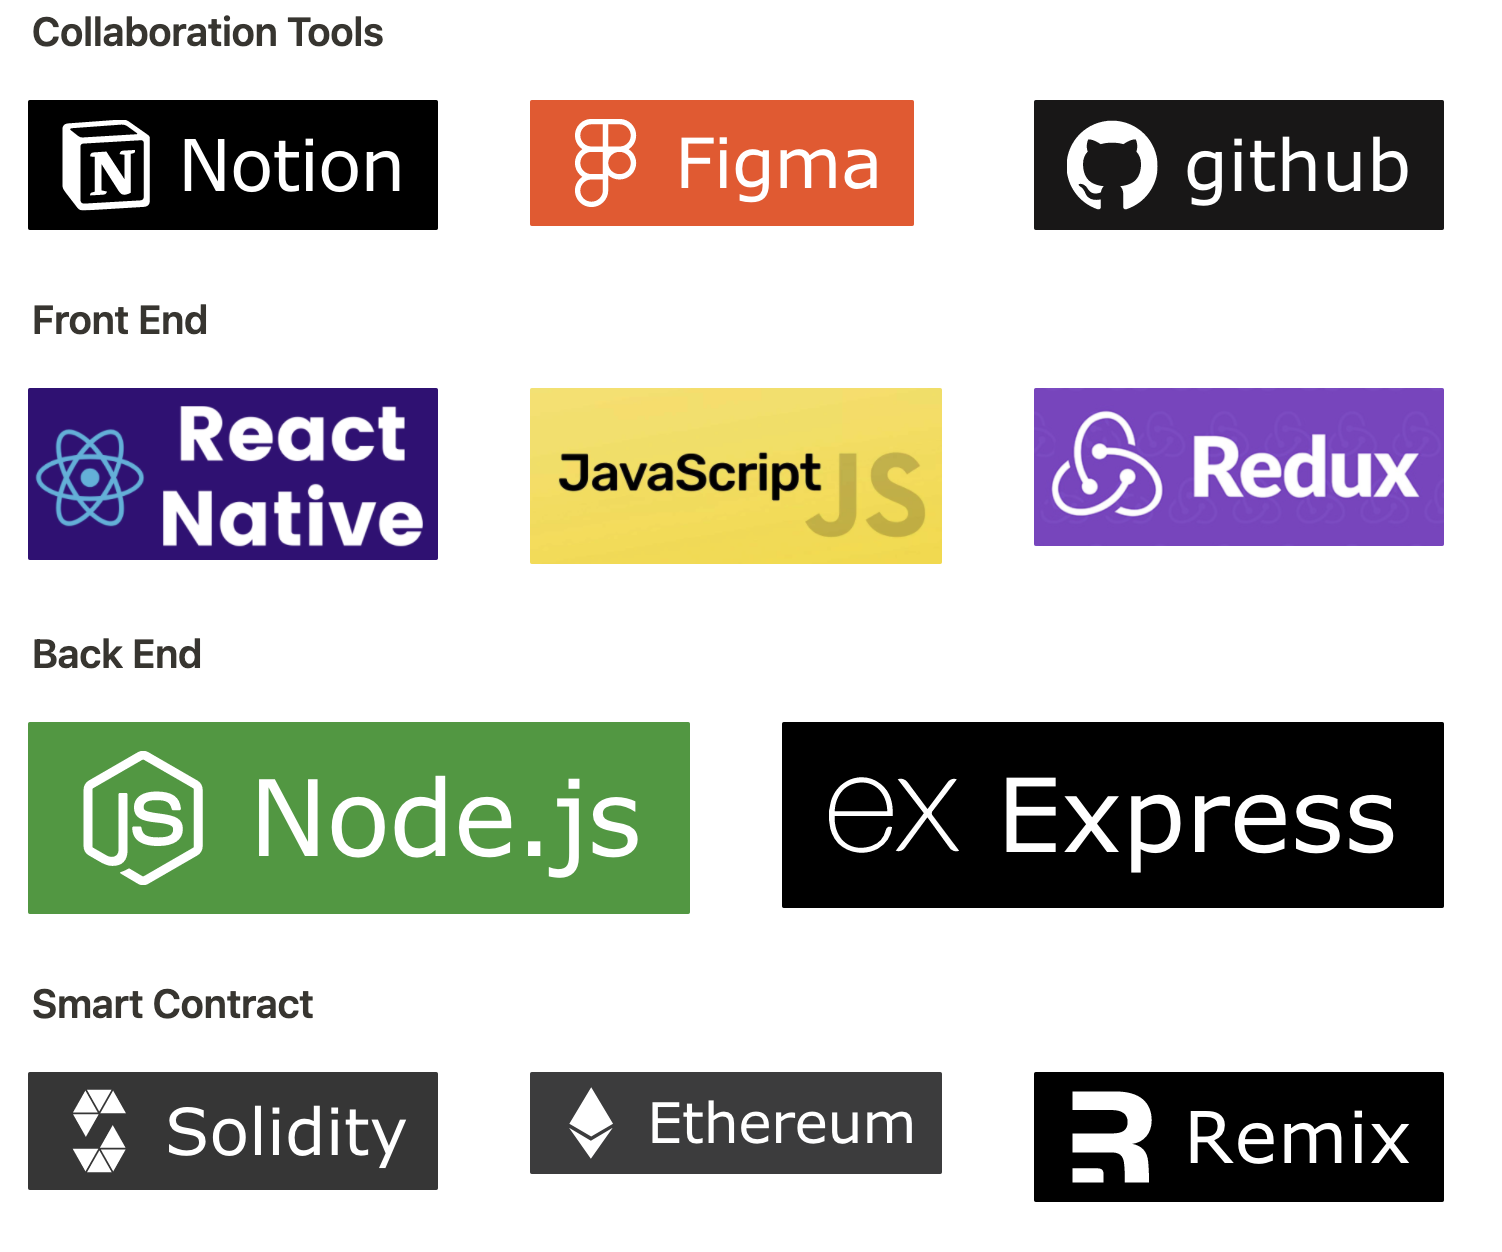 Collaboration Tools
N Notion
Figma
github
Front End
React
Native
JavaScript
JS
Redux
Back End
JS Node.js
ex Express
Smart Contract
Solidity
Ethereum
R Remix